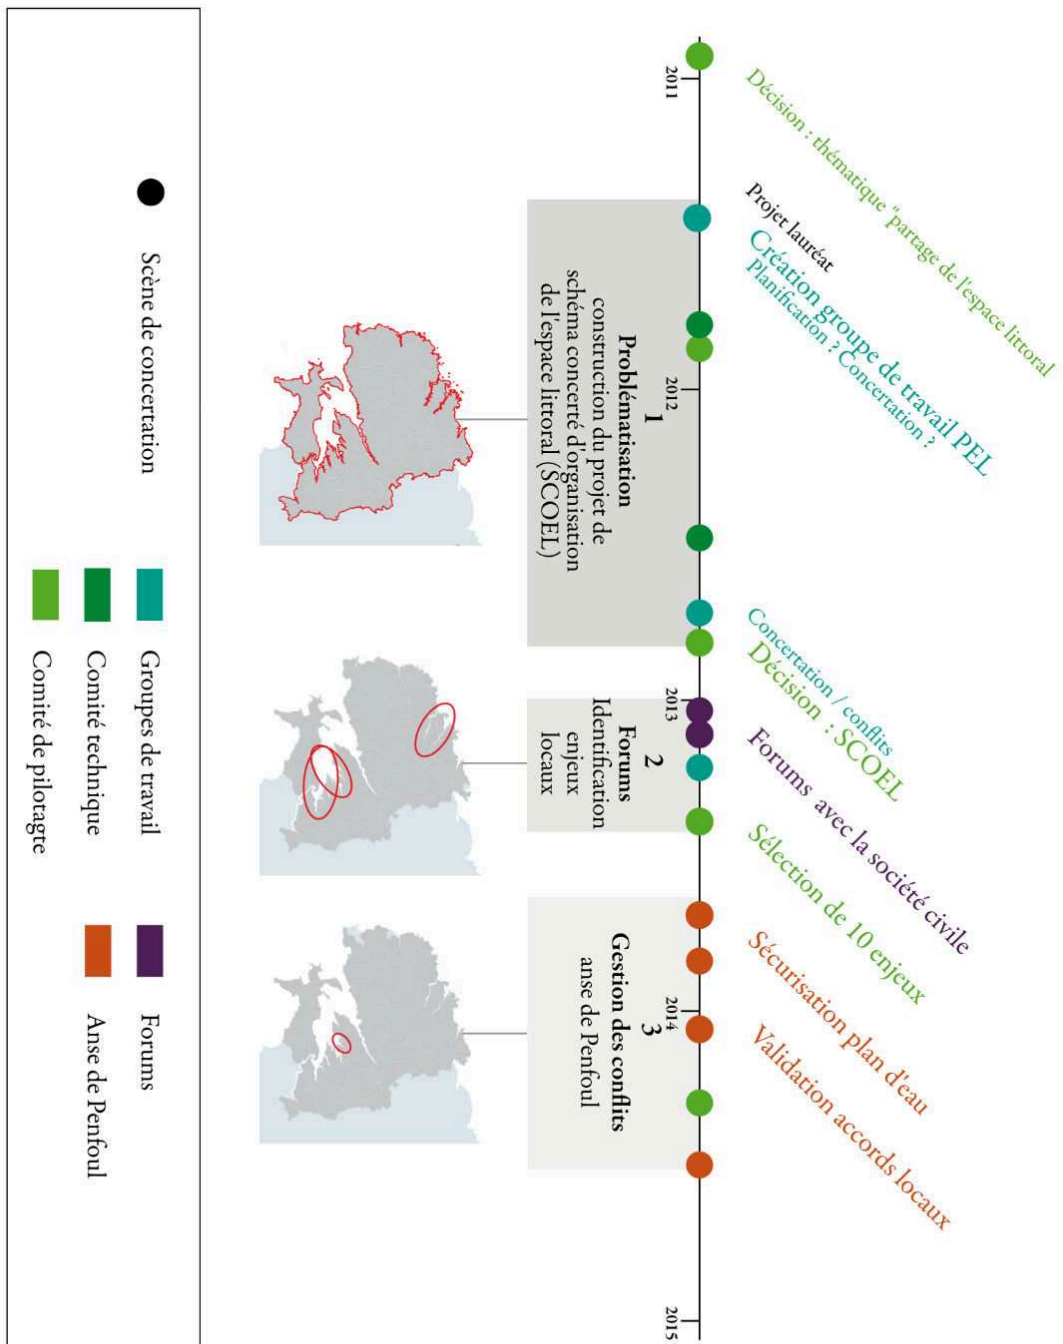 Décision : thématique "partage de l'espace littoral
Projet lauréat
Création groupe de travail PEL
Planification ? Concertation ?
Concertation / conflits
Décision : SCOEL
Forums avec la société civile
Sélection de 10 enjeux
Sécurisation plan d'eau
Validation accords locaux
2011
2012
2013
2014
2015
1
Problématisation
construction du projet de
schéma concerté d'organisation
de l'espace littoral (SCOEL)
2
Forums
Identification
enjeux
locaux
3
Gestion des conflits
anse de Penfoul
Scène de concertation
Groupes de travail
Comité technique
Comité de pilotagte
Forums
Anse de Penfoul